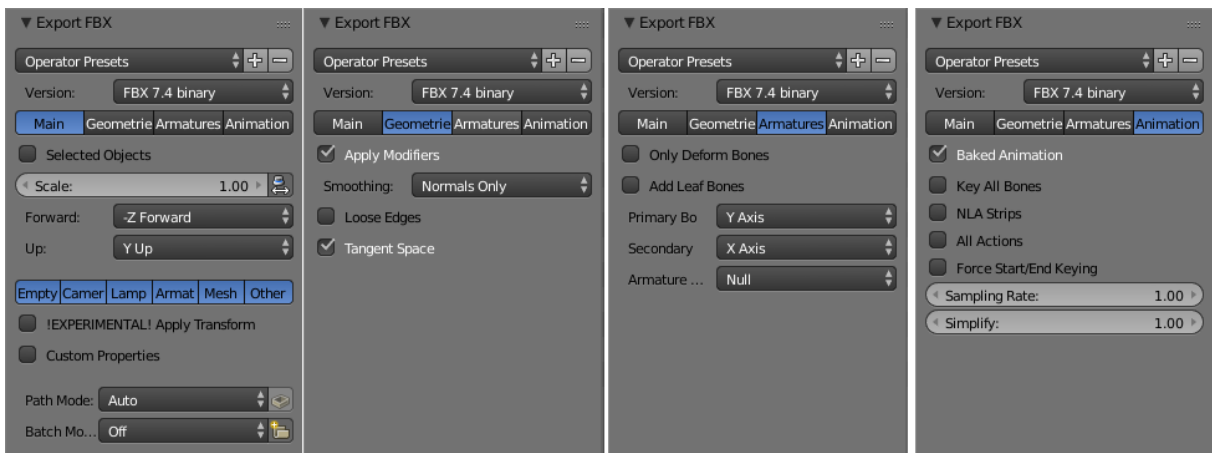 Export FBX
Operator Presets
Version: FBX 7.4 binary
Main Geometrie Armatures Animation
Selected Objects
Scale: 1.00
Forward: -Z Forward
Up: Y Up
Empty Camer Lamp Armat Mesh Other
!EXPERIMENTAL! Apply Transform
Custom Properties
Path Mode: Auto
Batch Mo... Off
Export FBX
Operator Presets
Version: FBX 7.4 binary
Main Geometrie Armatures Animation
Apply Modifiers
Smoothing: Normals Only
Loose Edges
Tangent Space
Export FBX
Operator Presets
Version: FBX 7.4 binary
Main Geometrie Armatures Animation
Only Deform Bones
Add Leaf Bones
Primary Bo Y Axis
Secondary X Axis
Armature ... Null
Export FBX
Operator Presets
Version: FBX 7.4 binary
Main Geometrie Armatures Animation
Baked Animation
Key All Bones
NLA Strips
All Actions
Force Start/End Keying
Sampling Rate: 1.00
Simplify: 1.00